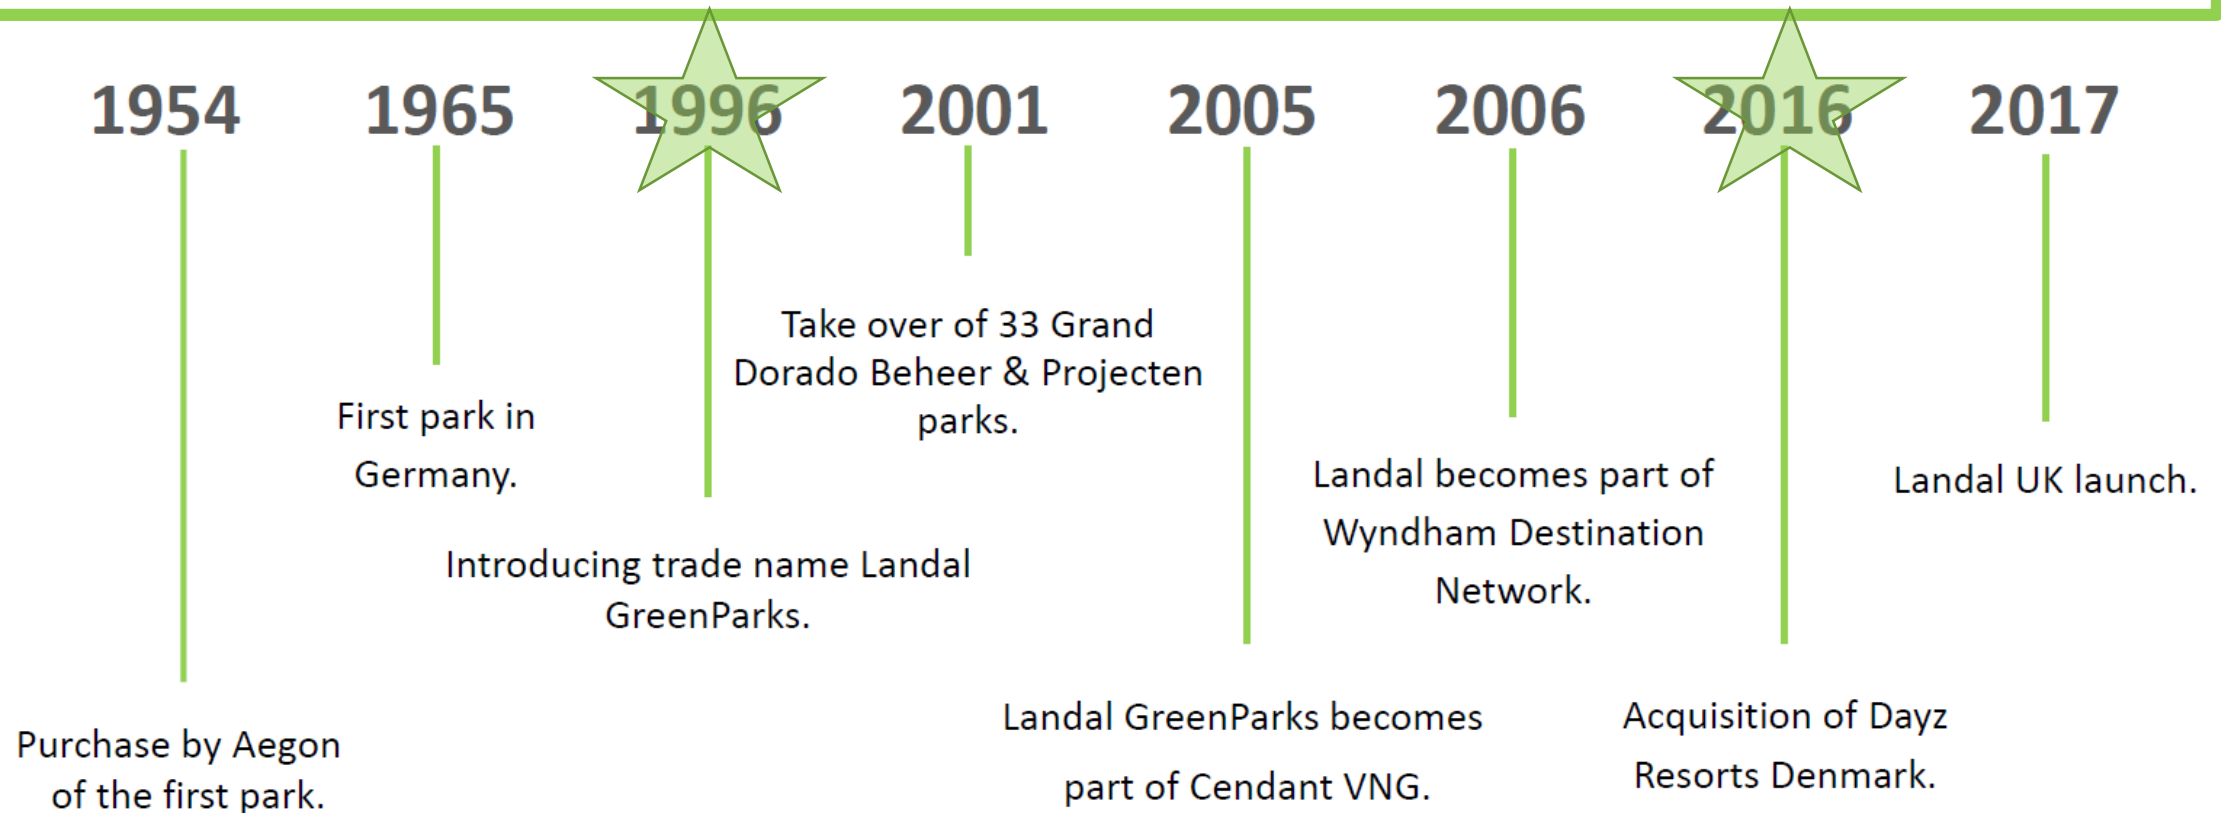 1954
1965
1996
2001
2005
2006
2016
2017
Purchase by Aegon
of the first park.
First park in
Germany.
Introducing trade name Landal
GreenParks.
Take over of 33 Grand
Dorado Beheer & Projecten
parks.
Landal GreenParks becomes
part of Cendant VNG.
Landal becomes part of
Wyndham Destination
Network.
Acquisition of Dayz
Resorts Denmark.
Landal UK launch.